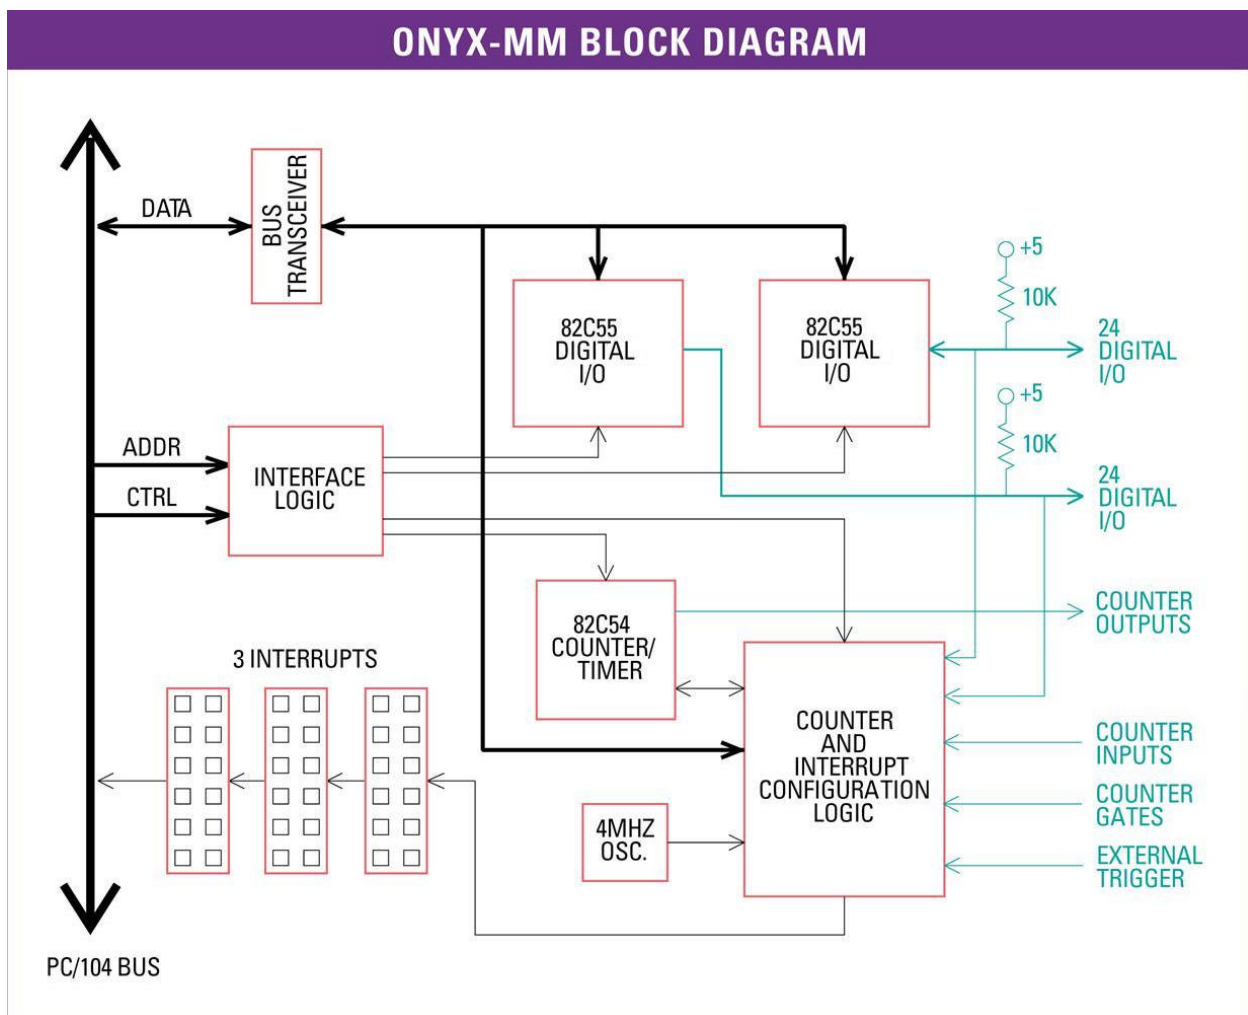 ONYX-MM BLOCK DIAGRAM
DATA
BUS
TRANSCEIVER
82C55
DIGITAL
I/O
82C55
DIGITAL
I/O
+5
10K
24
DIGITAL
I/O
+5
10K
24
DIGITAL
I/O
ADDR
CTRL
INTERFACE
LOGIC
82C54
COUNTER/
TIMER
COUNTER
OUTPUTS
3 INTERRUPTS
COUNTER
AND
INTERRUPT
CONFIGURATION
LOGIC
COUNTER
INPUTS
COUNTER
GATES
4MHZ
OSC.
EXTERNAL
TRIGGER
PC/104 BUS